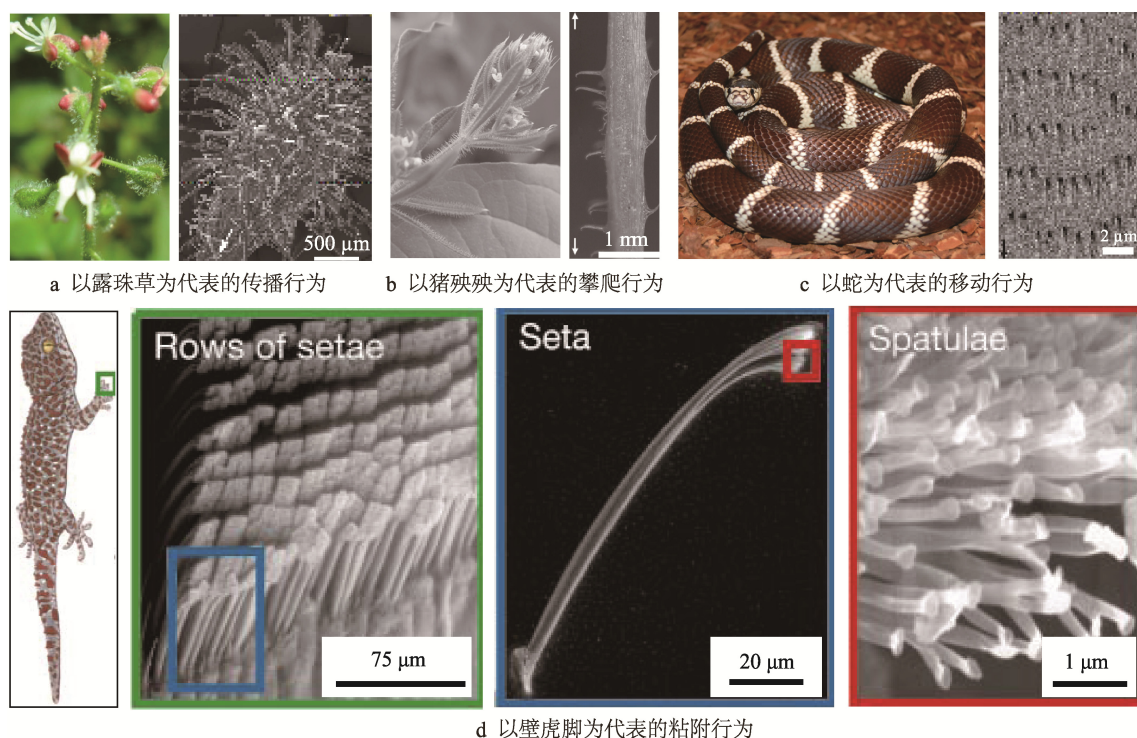 500 μm
1 nm
2 μm
a 以露珠草为代表的传播行为
b 以猪殃殃为代表的攀爬行为
c 以蛇为代表的移动行为
Rows of setae
Seta
Spatulae
75 μm
20 μm
1 μm
d 以壁虎脚为代表的粘附行为